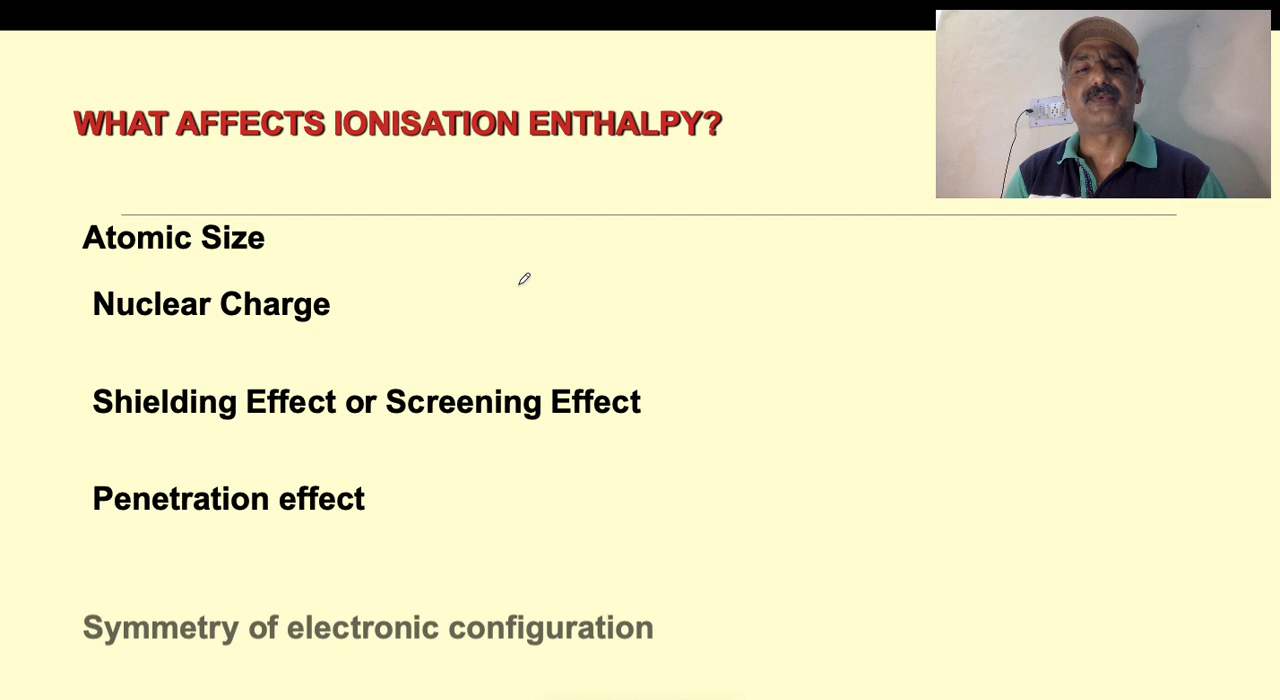 WHAT AFFECTS IONISATION ENTHALPY?
Atomic Size
Nuclear Charge
Shielding Effect or Screening Effect
Penetration effect
Symmetry of electronic configuration